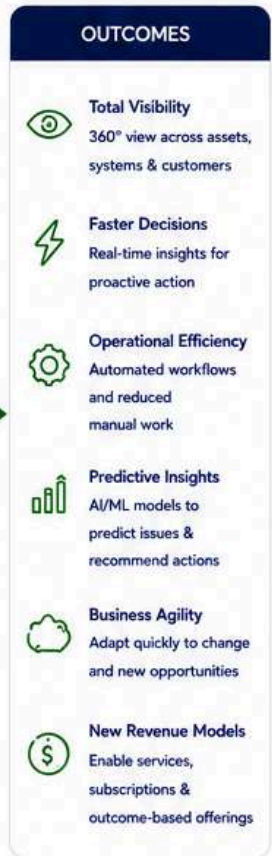 OUTCOMES
Total Visibility
360° view across assets,
systems & customers
Faster Decisions
Real-time insights for
proactive action
Operational Efficiency
Automated workflows
and reduced
manual work
Predictive Insights
AI/ML models to
predict issues &
recommend actions
Business Agility
Adapt quickly to change
and new opportunities
New Revenue Models
$
Enable services,
subscriptions &
outcome-based offerings